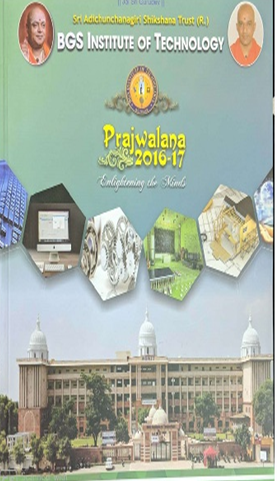 Sri Adichunchanagiri Shikshana Trust (R.)
BGS INSTITUTE OF TECHNOLOGY
Prajwalana
2016-17
Enlightening the Minds